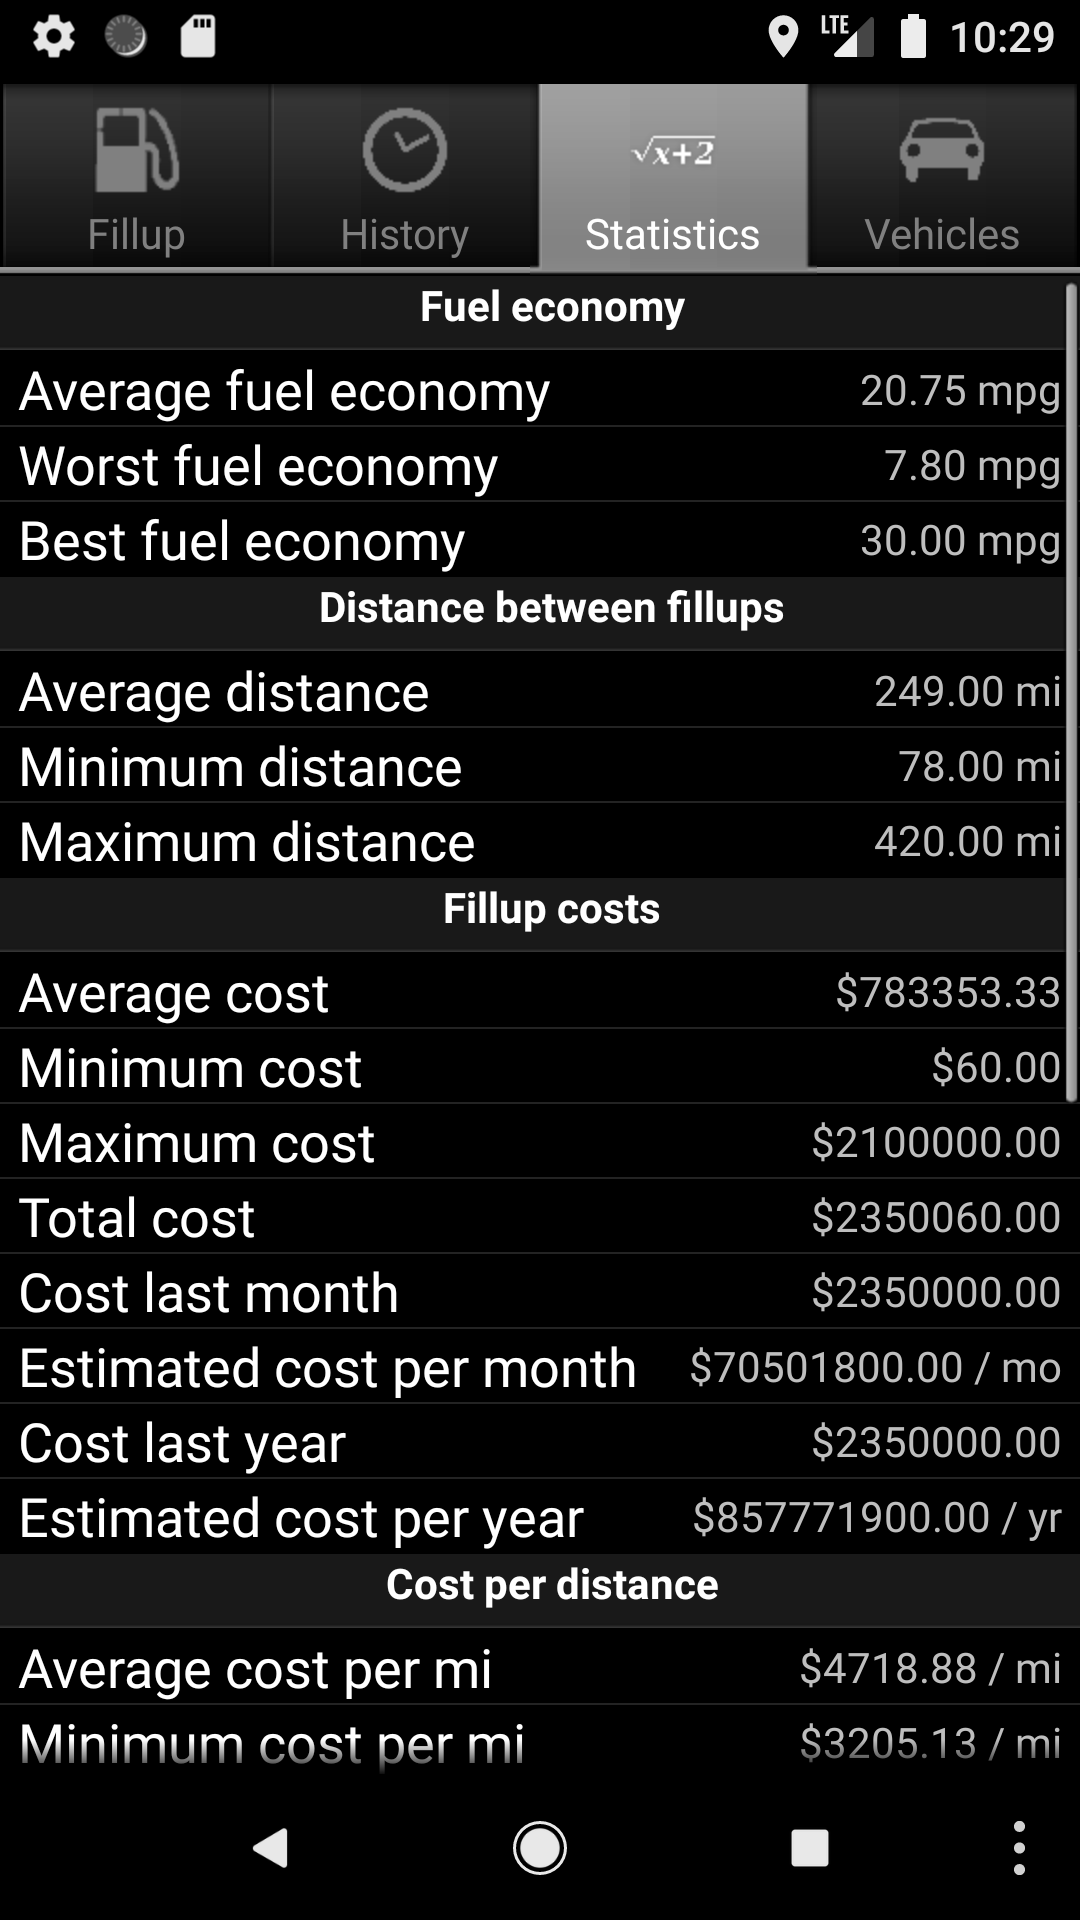 LTE 10:29
√x+2
Fillup History Statistics Vehicles
Fuel economy
Average fuel economy 20.75 mpg
Worst fuel economy 7.80 mpg
Best fuel economy 30.00 mpg
Distance between fillups
Average distance 249.00 mi
Minimum distance 78.00 mi
Maximum distance 420.00 mi
Fillup costs
Average cost $783353.33
Minimum cost $60.00
Maximum cost $2100000.00
Total cost $2350060.00
Cost last month $2350000.00
Estimated cost per month $70501800.00 / mo
Cost last year $2350000.00
Estimated cost per year $857771900.00 / yr
Cost per distance
Average cost per mi $4718.88 / mi
Minimum cost per mi $3205.13 / mi